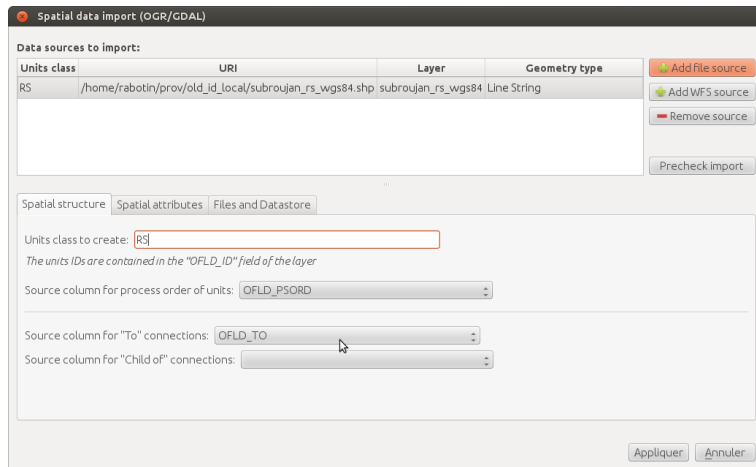 Spatial data import (OGR/GDAL)
Data sources to import:
Units class URI Layer Geometry type
RS /home/rabotin/prov/old_id_local/subroujan_rs_wgs84.shp subroujan_rs_wgs84 Line String
Add file source
Add WFS source
Remove source
Precheck import
Spatial structure Spatial attributes Files and Datastore
Units class to create: RS
The units IDs are contained in the "OFLD_ID" field of the layer
Source column for process order of units: OFLD_PSORD
Source column for "To" connections: OFLD_TO
Source column for "Child of" connections:
Appliquer Annuler